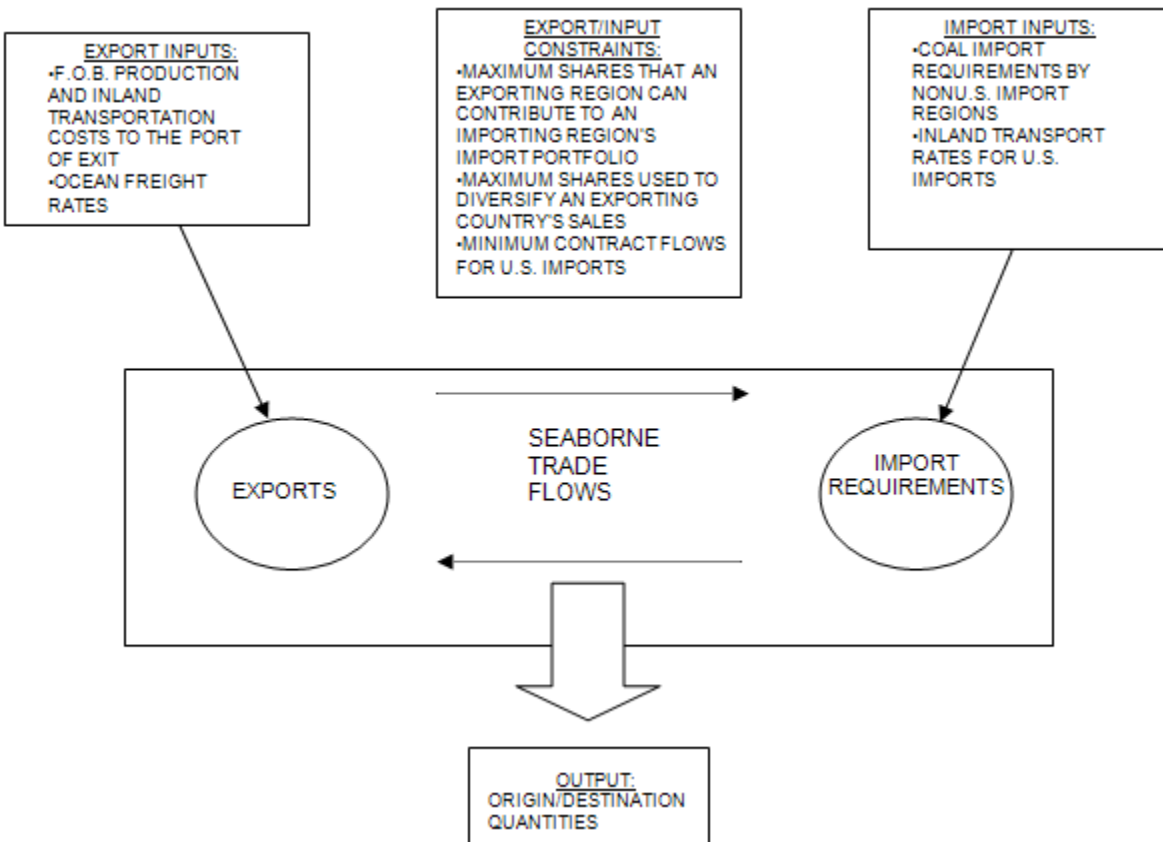 EXPORT INPUTS:
•F.O.B. PRODUCTION
AND INLAND
TRANSPORTATION
COSTS TO THE PORT
OF EXIT
•OCEAN FREIGHT
RATES
EXPORT/INPUT
CONSTRAINTS:
•MAXIMUM SHARES THAT AN
EXPORTING REGION CAN
CONTRIBUTE TO AN
IMPORTING REGION'S
IMPORT PORTFOLIO
•MAXIMUM SHARES USED TO
DIVERSIFY AN EXPORTING
COUNTRY'S SALES
•MINIMUM CONTRACT FLOWS
FOR U.S. IMPORTS
IMPORT INPUTS:
•COAL IMPORT
REQUIREMENTS BY
NONU.S. IMPORT
REGIONS
•INLAND TRANSPORT
RATES FOR U.S.
IMPORTS
EXPORTS
SEABORNE
TRADE
FLOWS
IMPORT
REQUIREMENTS
OUTPUT:
ORIGIN/DESTINATION
QUANTITIES